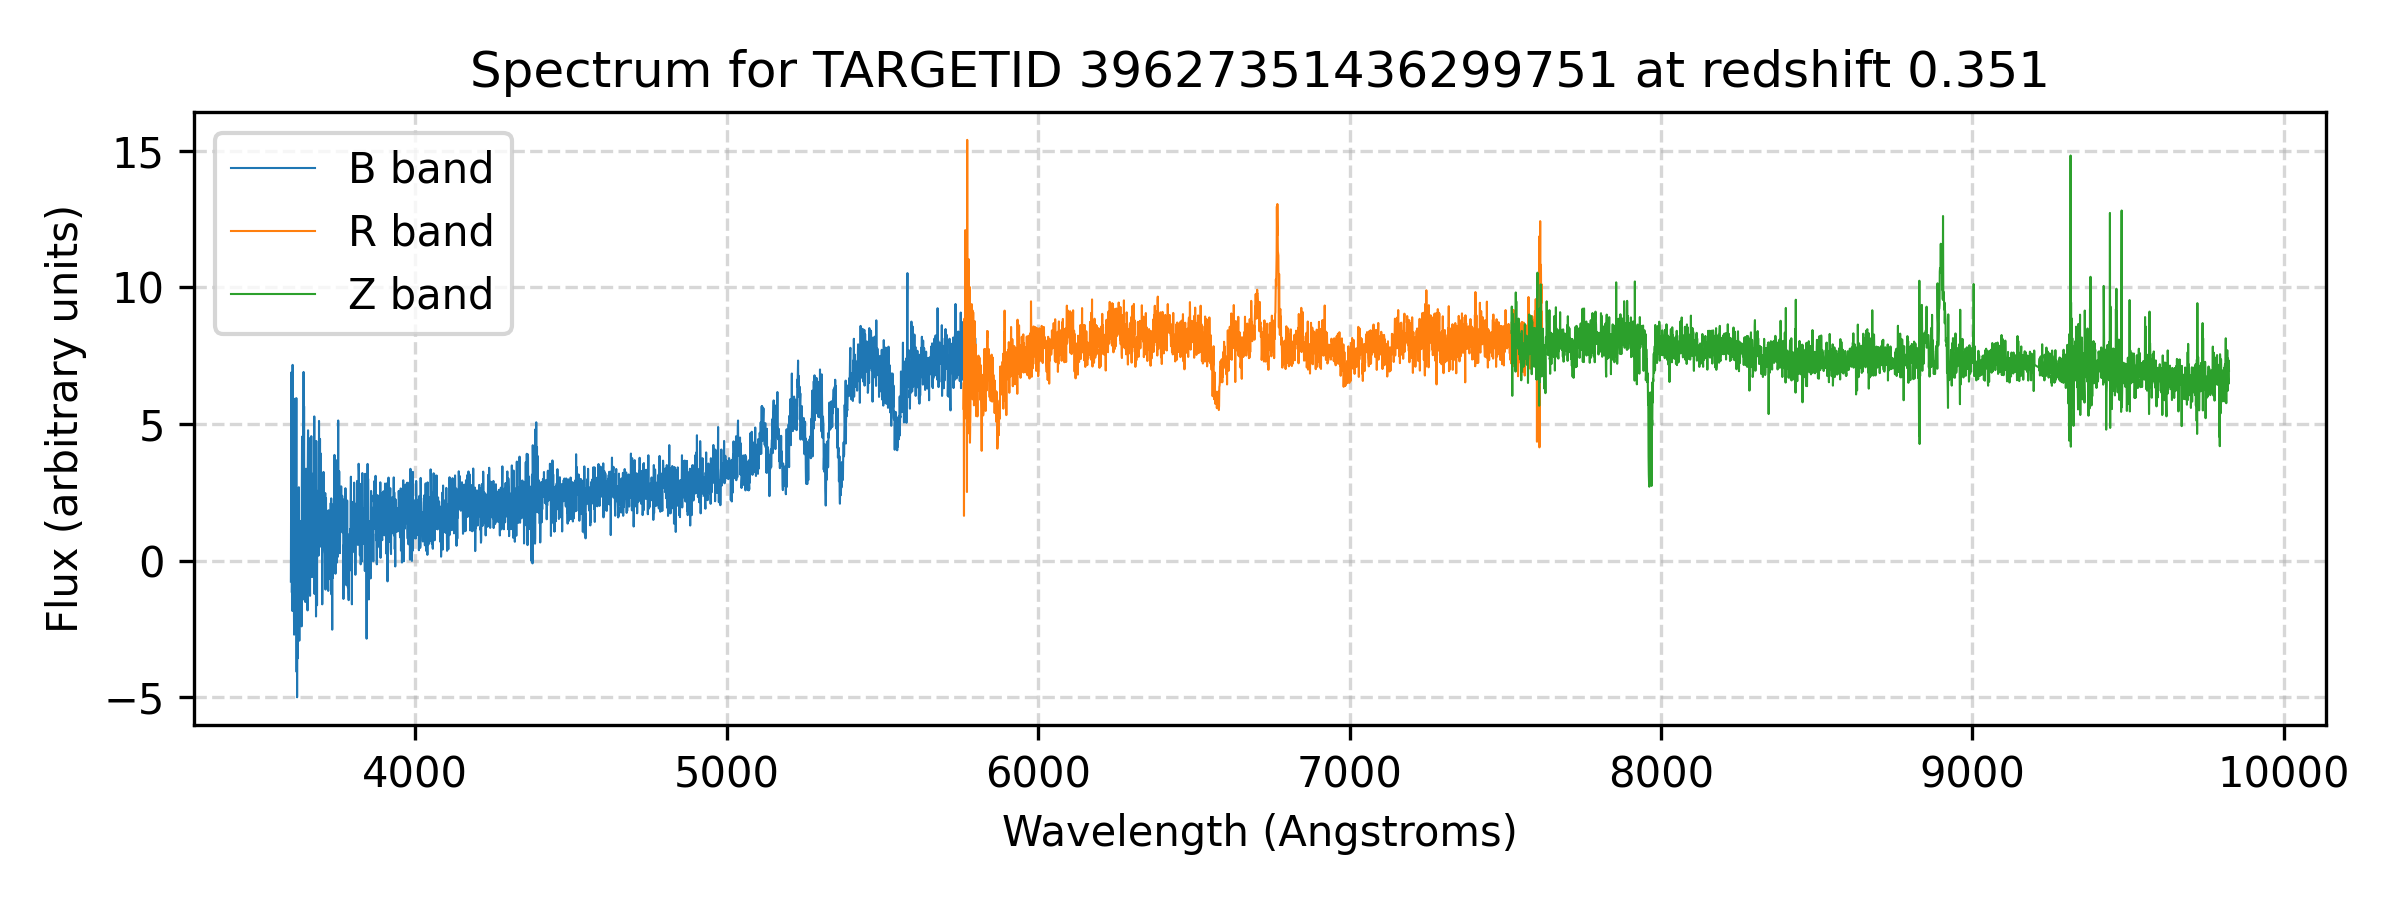 Spectrum for TARGETID 39627351436299751 at redshift 0.351
B band
R band
Z band
15
10
5
0
−5
Flux (arbitrary units)
4000 5000 6000 7000 8000 9000 10000
Wavelength (Angstroms)